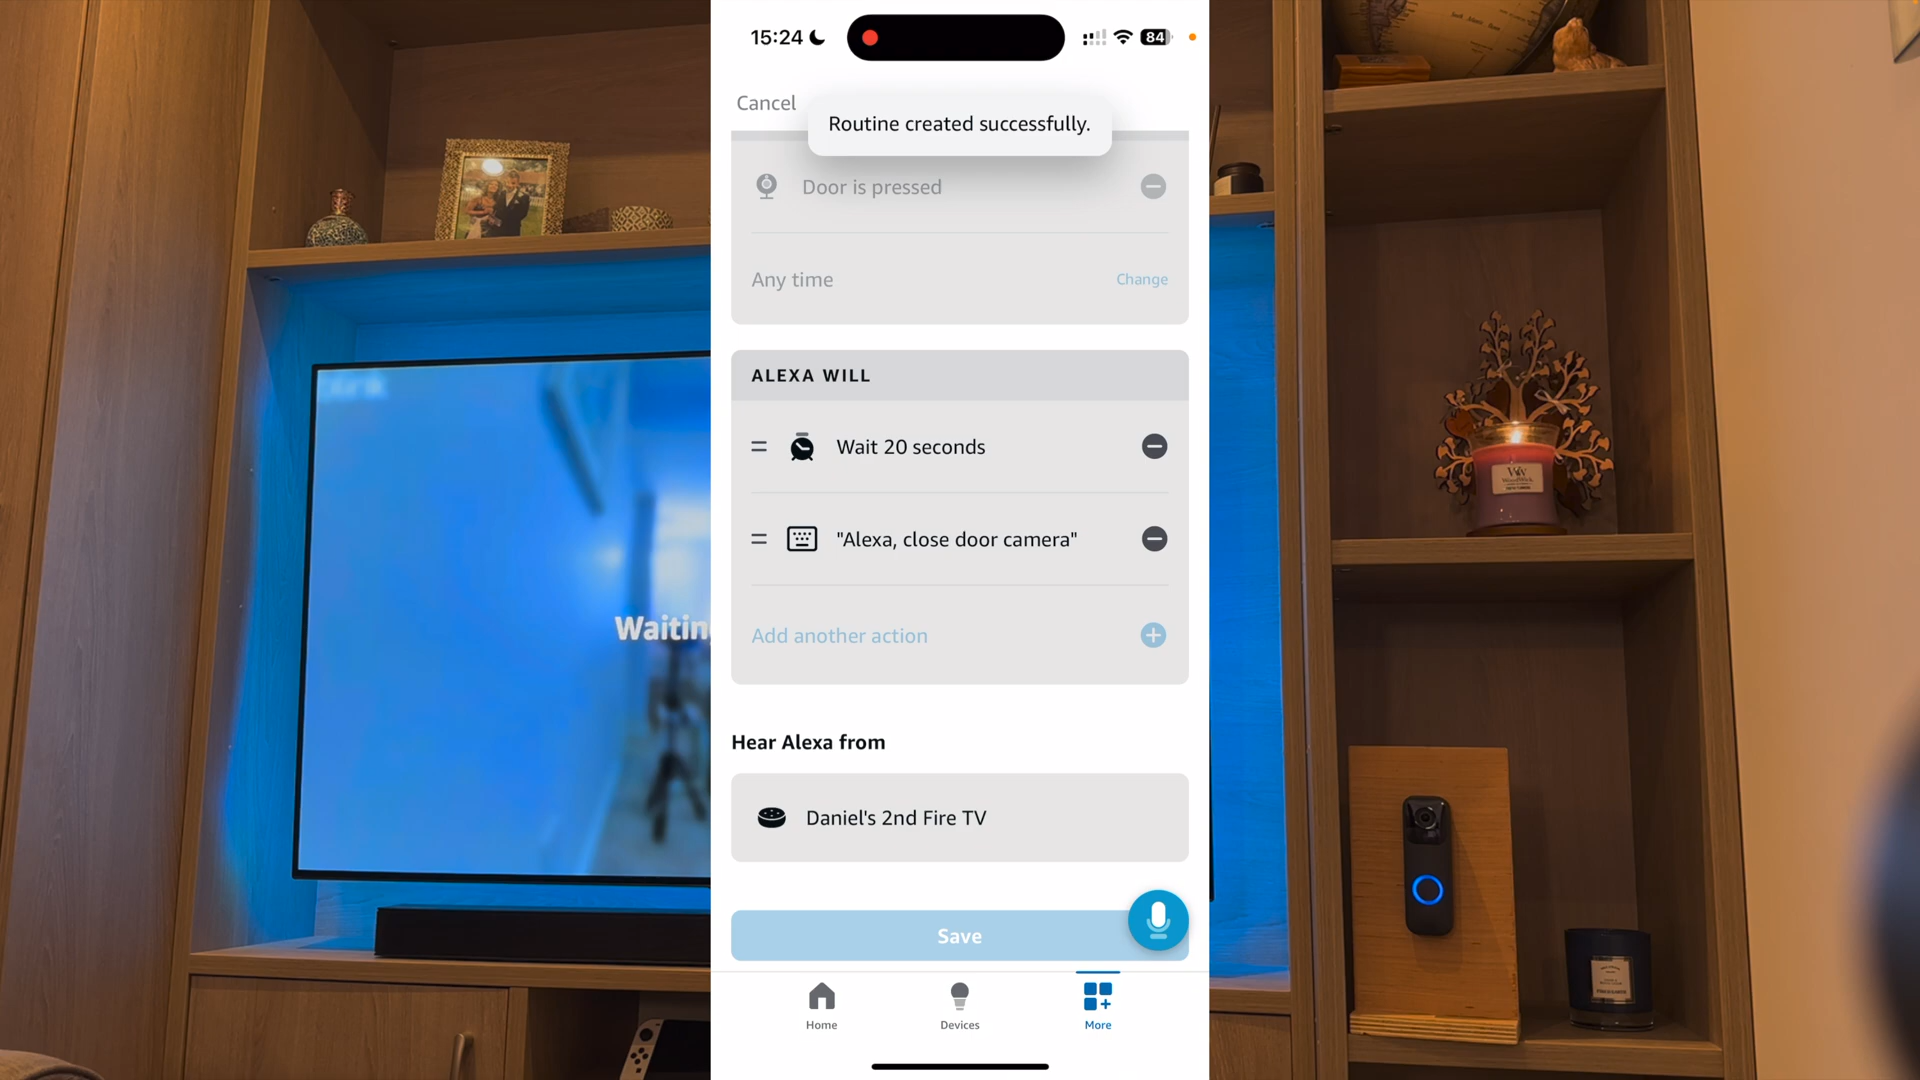 15:24
84
Cancel
Routine created successfully.
Door is pressed
Any time
Change
ALEXA WILL
Wait 20 seconds
"Alexa, close door camera"
Add another action
Hear Alexa from
Daniel's 2nd Fire TV
Save
Home
Devices
More
Waitin